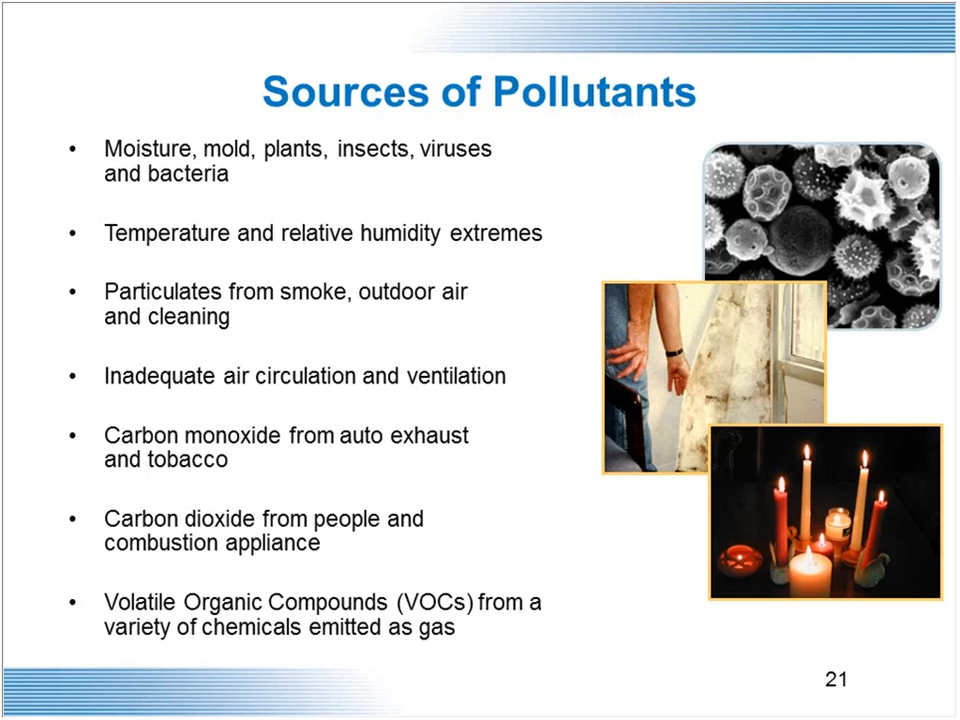 Sources of Pollutants
• Moisture, mold, plants, insects, viruses
and bacteria
• Temperature and relative humidity extremes
• Particulates from smoke, outdoor air
and cleaning
• Inadequate air circulation and ventilation
• Carbon monoxide from auto exhaust
and tobacco
• Carbon dioxide from people and
combustion appliance
• Volatile Organic Compounds (VOCs) from a
variety of chemicals emitted as gas
21